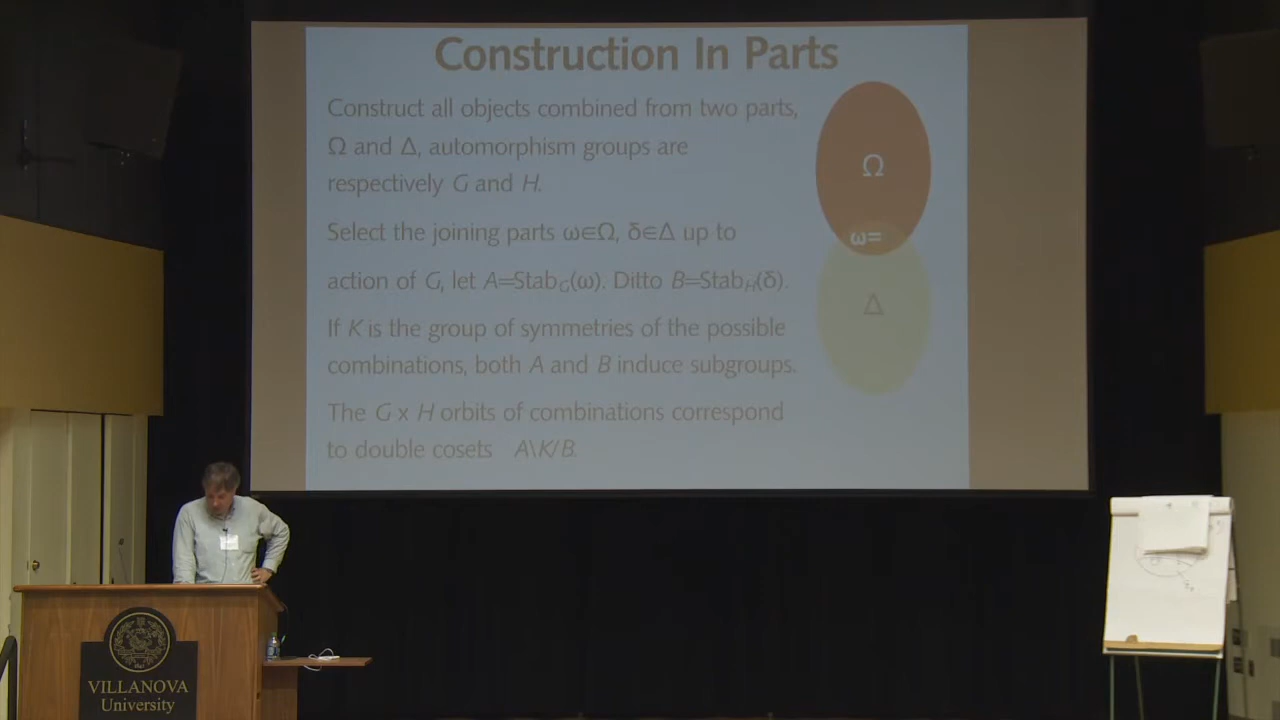 Construction In Parts
Construct all objects combined from two parts,
Ω and Δ, automorphism groups are
respectively G and H.
Select the joining parts ω∈Ω, δ∈Δ up to
action of G, let A=Stab_G(ω). Ditto B=Stab_H(δ).
If K is the group of symmetries of the possible
combinations, both A and B induce subgroups.
The G x H orbits of combinations correspond
to double cosets A\K/B.
Ω
ω=
Δ
VILLANOVA
University